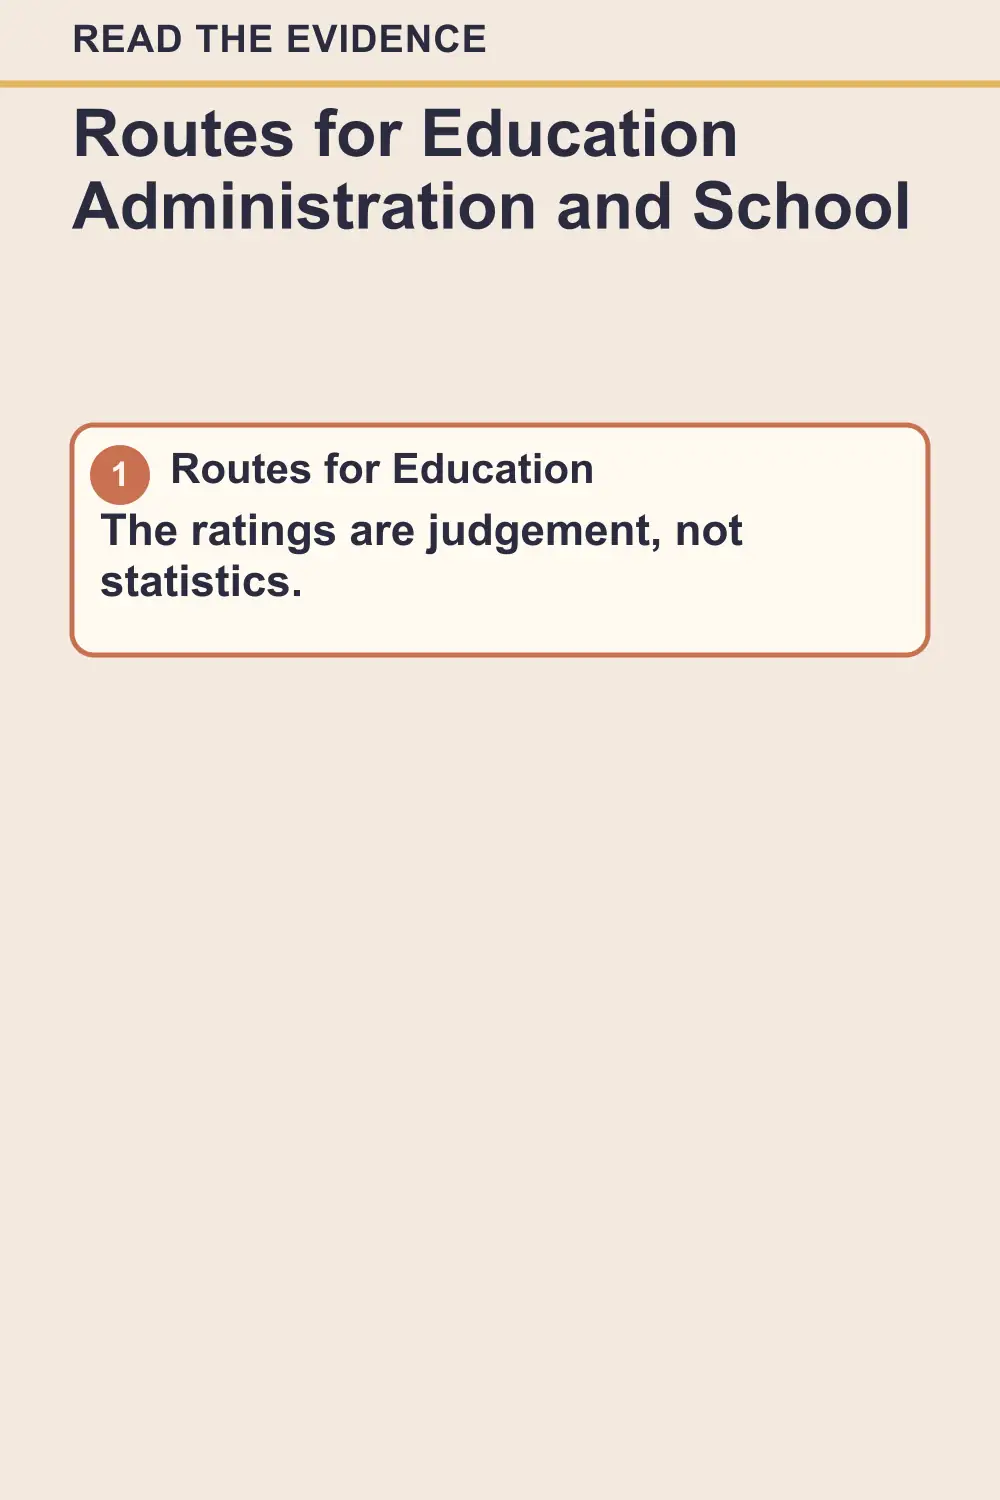 READ THE EVIDENCE
Routes for Education
Administration and School
1 Routes for Education
The ratings are judgement, not
statistics.